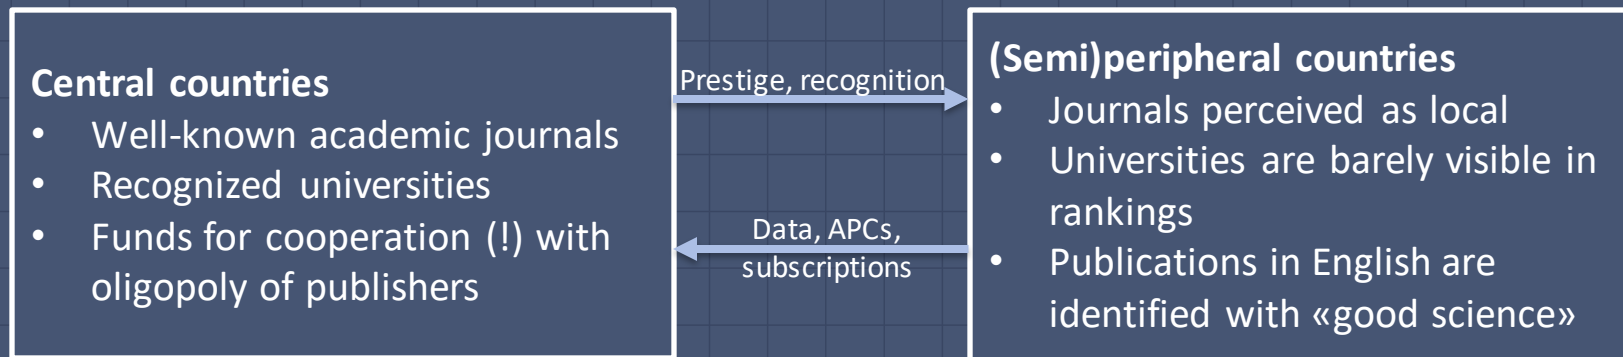 Central countries
• Well-known academic journals
• Recognized universities
• Funds for cooperation (!) with
oligopoly of publishers
Prestige, recognition
Data, APCs,
subscriptions
(Semi)peripheral countries
• Journals perceived as local
• Universities are barely visible in
rankings
• Publications in English are
identified with «good science»